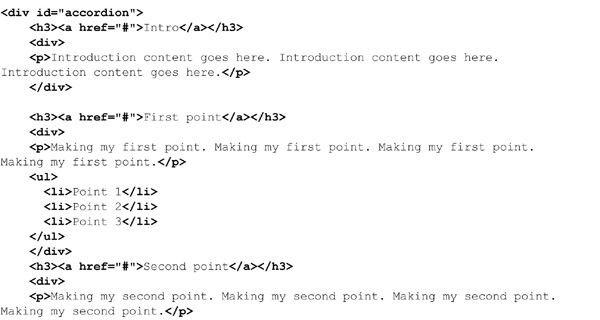 <div id="accordion">
    <h3><a href="#">Intro</a></h3>
    <div>
    <p>Introduction content goes here. Introduction content goes here.
Introduction content goes here.</p>
    </div>

    <h3><a href="#">First point</a></h3>
    <div>
    <p>Making my first point. Making my first point. Making my first point.
Making my first point.</p>
    <ul>
      <li>Point 1</li>
      <li>Point 2</li>
      <li>Point 3</li>
    </ul>
    </div>
    <h3><a href="#">Second point</a></h3>
    <div>
    <p>Making my second point. Making my second point. Making my second point.
Making my second point.</p>